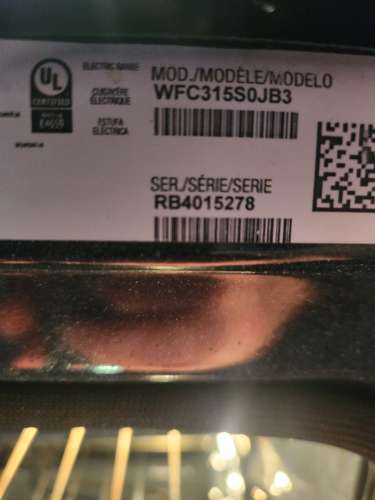 UL
CERTIFIED
ELECTRIC RANGE
CUISINIÈRE
ÉLECTRIQUE
ESTUFA
ELÉCTRICA
MOD./MODÈLE/MODELO
WFC315S0JB3
SER./SÉRIE/SERIE
RB4015278